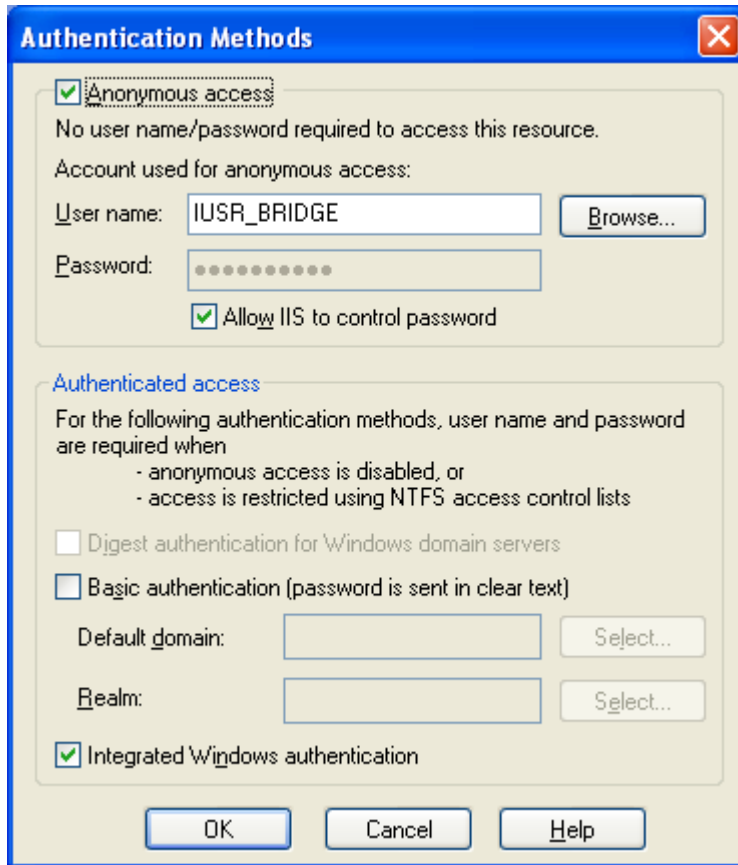 Authentication Methods
Anonymous access
No user name/password required to access this resource.
Account used for anonymous access:
User name: IUSR_BRIDGE Browse...
Password: ●●●●●●●●●●
Allow IIS to control password
Authenticated access
For the following authentication methods, user name and password
are required when
- anonymous access is disabled, or
- access is restricted using NTFS access control lists
Digest authentication for Windows domain servers
Basic authentication (password is sent in clear text)
Default domain: Select...
Realm: Select...
Integrated Windows authentication
OK Cancel Help